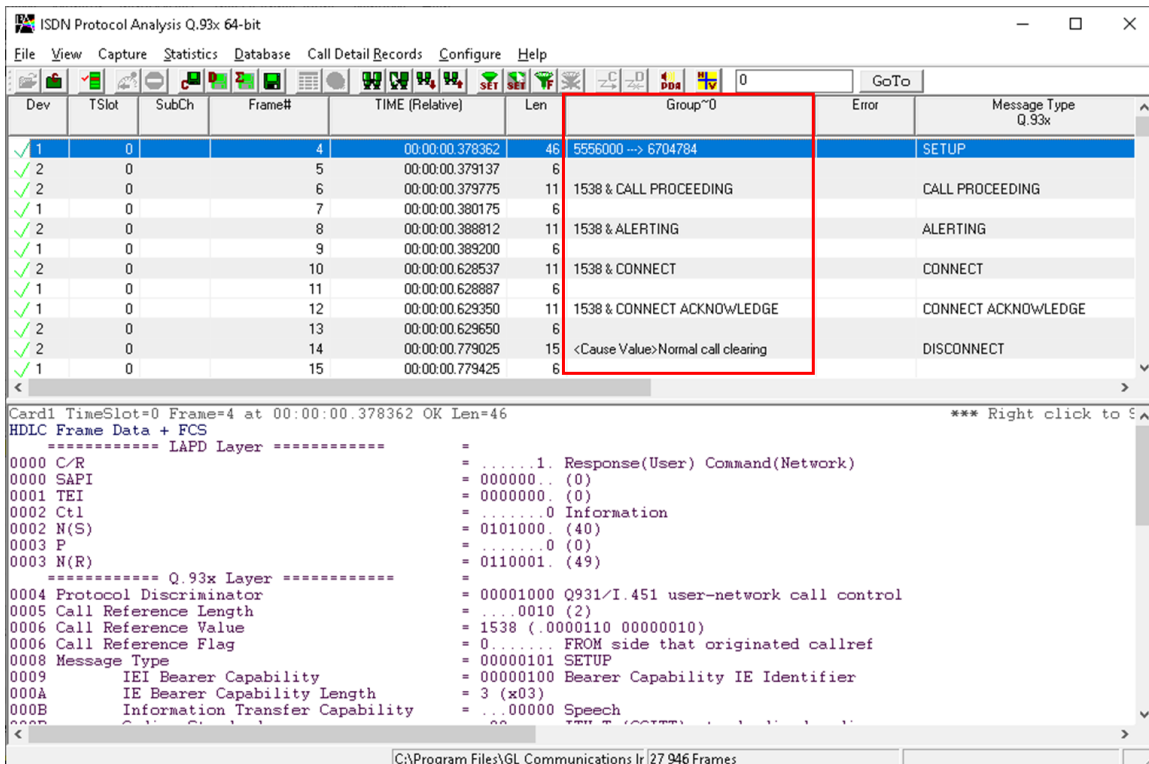 ISDN Protocol Analysis Q.93x 64-bit
File View Capture Statistics Database Call Detail Records Configure Help
SET SET F PDA 0 GoTo
Dev TSlot SubCh Frame# TIME (Relative) Len Group~0 Error Message Type Q.93x
1 0 4 00:00:00.378362 46 5556000 ---> 6704784 SETUP
2 0 5 00:00:00.379137 6
2 0 6 00:00:00.379775 11 1538 & CALL PROCEEDING CALL PROCEEDING
1 0 7 00:00:00.380175 6
2 0 8 00:00:00.388812 11 1538 & ALERTING ALERTING
1 0 9 00:00:00.389200 6
2 0 10 00:00:00.628537 11 1538 & CONNECT CONNECT
1 0 11 00:00:00.628887 6
1 0 12 00:00:00.629350 11 1538 & CONNECT ACKNOWLEDGE CONNECT ACKNOWLEDGE
2 0 13 00:00:00.629650 6
2 0 14 00:00:00.779025 15 <Cause Value>Normal call clearing DISCONNECT
1 0 15 00:00:00.779425 6
Card1 TimeSlot=0 Frame=4 at 00:00:00.378362 OK Len=46 *** Right click to
HDLC Frame Data + FCS
============ LAPD Layer ============ =
0000 C/R = ......1. Response(User) Command(Network)
0000 SAPI = 000000.. (0)
0001 TEI = 0000000. (0)
0002 Ctl = .......0 Information
0002 N(S) = 0101000. (40)
0003 P = .......0 (0)
0003 N(R) = 0110001. (49)
============ Q.93x Layer ============ =
0004 Protocol Discriminator = 00001000 Q931/I.451 user-network call control
0005 Call Reference Length = ....0010 (2)
0006 Call Reference Value = 1538 (.0000110 00000010)
0006 Call Reference Flag = 0....... FROM side that originated callref
0008 Message Type = 00000101 SETUP
0009 IEI Bearer Capability = 00000100 Bearer Capability IE Identifier
000A IE Bearer Capability Length = 3 (x03)
000B Information Transfer Capability = ...00000 Speech
C:\Program Files\GL Communications In 27 946 Frames